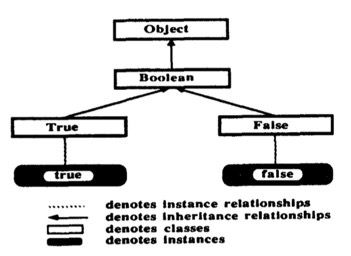 Object
Boolean
True False
true false
denotes instance relationships
denotes inheritance relationships
denotes classes
denotes instances